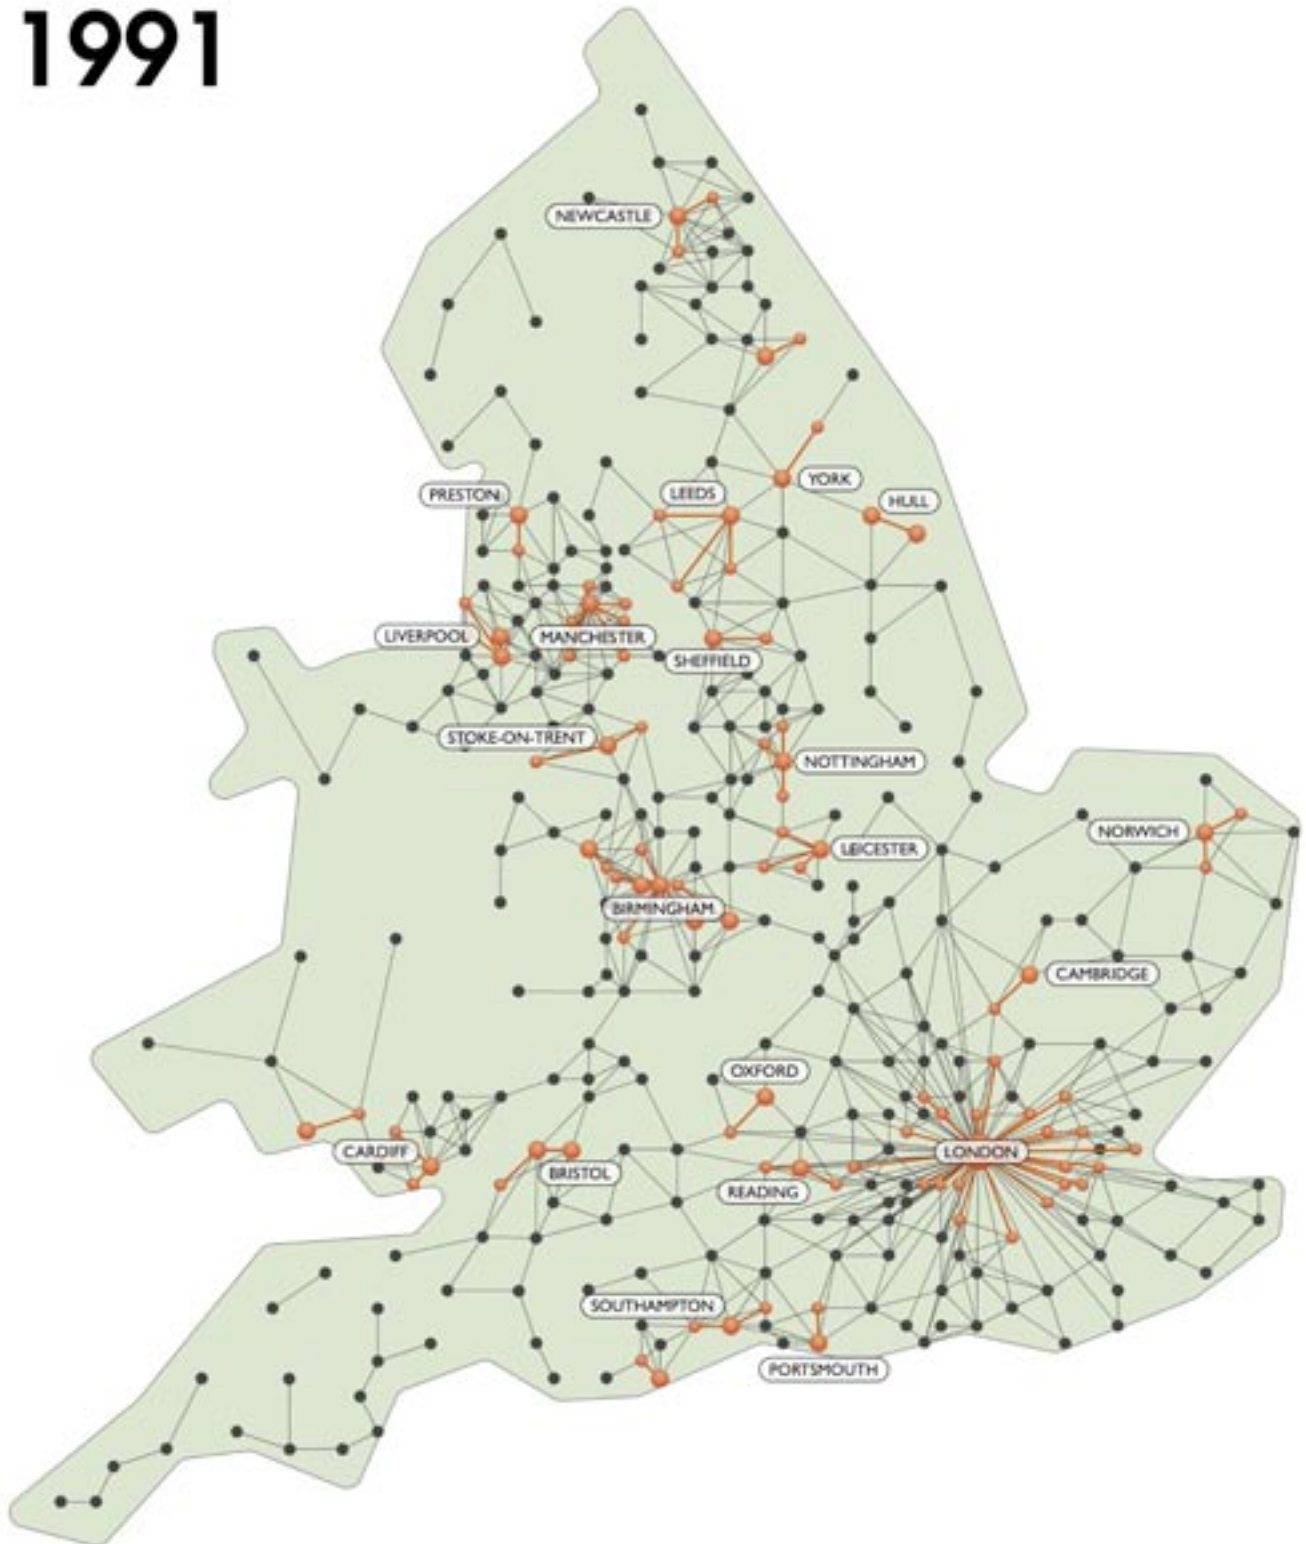 1991
NEWCASTLE
YORK
PRESTON
LEEDS
HULL
LIVERPOOL
MANCHESTER
SHEFFIELD
STOKE-ON-TRENT
NOTTINGHAM
NORWICH
LEICESTER
BIRMINGHAM
CAMBRIDGE
OXFORD
CARDIFF
BRISTOL
READING
LONDON
SOUTHAMPTON
PORTSMOUTH